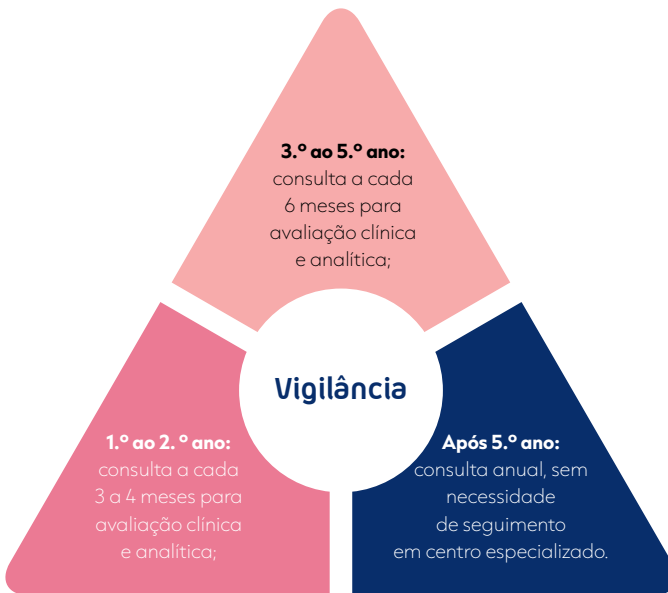 3.º ao 5.º ano:
consulta a cada
6 meses para
avaliação clínica
e analítica;
Vigilância
1.º ao 2. º ano:
consulta a cada
3 a 4 meses para
avaliação clínica
e analítica;
Após 5.º ano:
consulta anual, sem
necessidade
de seguimento
em centro especializado.